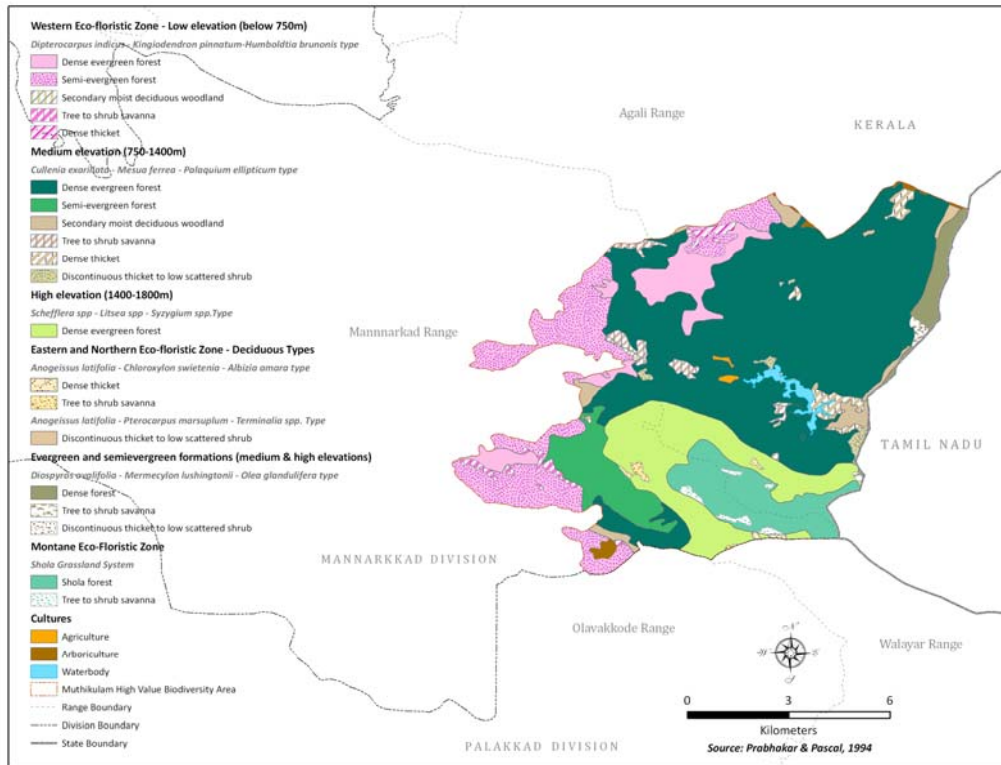 Western Eco-floristic Zone - Low elevation (below 750m)
Dipterocarpus indicus - Kingiodendron pinnatum-Humboldtia brunonis type
Dense evergreen forest
Semi-evergreen forest
Secondary moist deciduous woodland
Tree to shrub savanna
Dense thicket
Medium elevation (750-1400m)
Cullenia exarillata - Mesua ferrea - Palaquium ellipticum type
Dense evergreen forest
Semi-evergreen forest
Secondary moist deciduous woodland
Tree to shrub savanna
Dense thicket
Discontinuous thicket to low scattered shrub
High elevation (1400-1800m)
Schefflera spp - Litsea spp - Syzygium spp.Type
Dense evergreen forest
Eastern and Northern Eco-floristic Zone - Deciduous Types
Anogeissus latifolia - Chloroxylon swietenia - Albizia amara type
Dense thicket
Tree to shrub savanna
Anogeissus latifolia - Pterocarpus marsupium - Terminalia spp. Type
Discontinuous thicket to low scattered shrub
Evergreen and semievergreen formations (medium & high elevations)
Diospyros ovalifolia - Memecylon lushingtonii - Olea glandulifera type
Dense forest
Tree to shrub savanna
Discontinuous thicket to low scattered shrub
Montane Eco-Floristic Zone
Shola Grassland System
Shola forest
Tree to shrub savanna
Cultures
Agriculture
Arboriculture
Waterbody
Muthikulam High Value Biodiversity Area
Range Boundary
Division Boundary
State Boundary
Agali Range
KERALA
Mannnarkad Range
TAMIL NADU
MANNARKKAD DIVISION
Olavakkode Range
Walayar Range
PALAKKAD DIVISION
N
E
S
W
0 3 6
Kilometers
Source: Prabhakar & Pascal, 1994